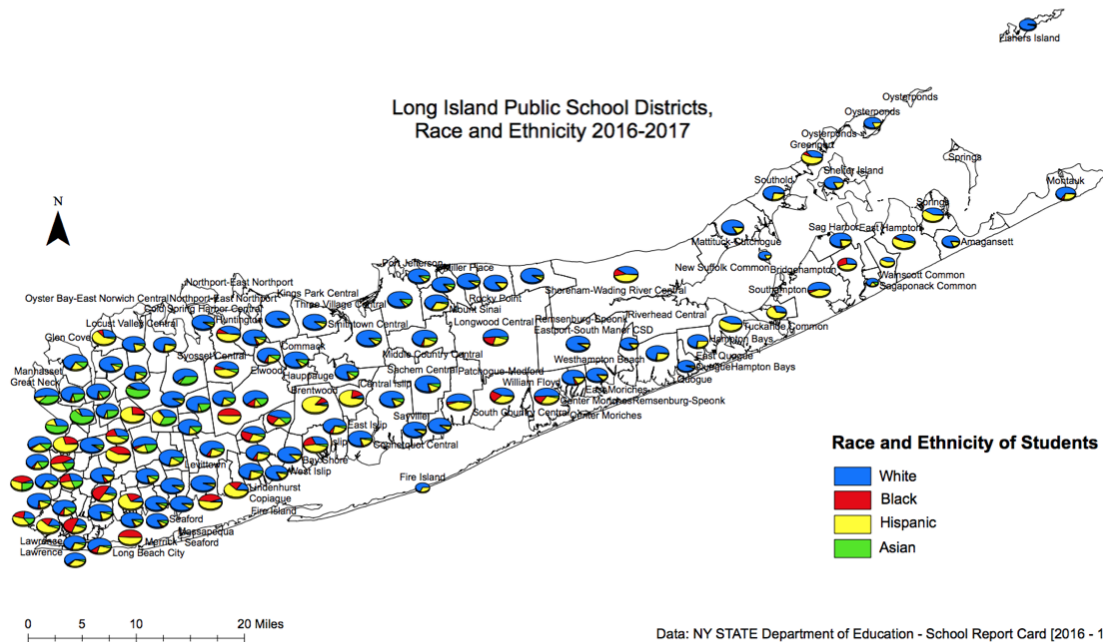 Fishers Island
Long Island Public School Districts,
Race and Ethnicity 2016-2017
Oysterponds
Oysterponds
Oysterponds
Greenport
Springs
Shelter Island
Southold
Montauk
Springs
N
Sag Harbor
East Hampton
Amagansett
Mattituck-Cutchogue
Port Jefferson
Miller Place
New Suffolk Common
Bridgehampton
Wainscott Common
Sagaponack Common
Northport-East Northport
Shoreham-Wading River Central
Southampton
Kings Park Central
Oyster Bay-East Norwich Central
Northport-East Northport
Three Village Central
Rocky Point
Cold Spring Harbor Central
Mount Sinai
Huntington
Riverhead Central
Locust Valley Central
Smithtown Central
Longwood Central
Remsenburg-Speonk
Tuckahoe Common
Eastport-South Manor CSD
Glen Cove
Hampton Bays
Syosset Central
Commack
Middle Country Central
Westhampton Beach
East Quogue
Elwood
Hauppauge
Sachem Central
Patchogue-Medford
Hampton Bays
Quogue
Manhasset
Great Neck
Central Islip
William Floyd
East Moriches
Brentwood
Center Moriches
Remsenburg-Speonk
Sayville
South Country Central
Center Moriches
East Islip
Islip
Connetquot Central
Levittown
Bay Shore
West Islip
Fire Island
Lindenhurst
Copiague
Fire Island
Seaford
Massapequa
Merrick
Seaford
Lawrence
Lawrence
Long Beach City
Race and Ethnicity of Students
White
Black
Hispanic
Asian
0 5 10 20 Miles
Data: NY STATE Department of Education - School Report Card [2016 - 1